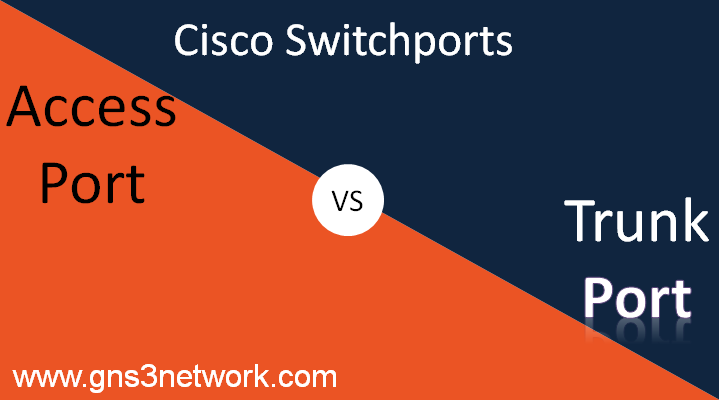 Cisco Switchports
Access
Port
VS
Trunk
Port
www.gns3network.com